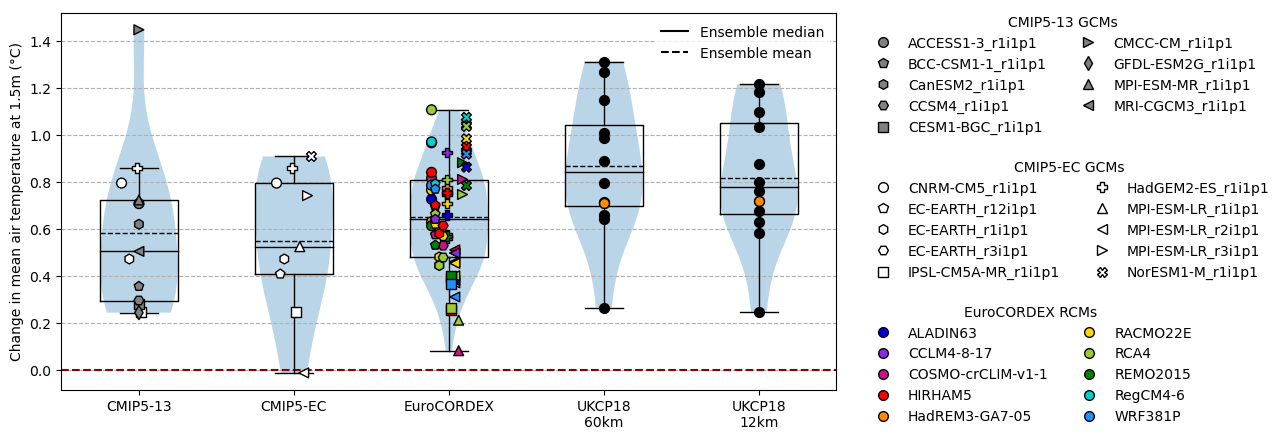 Change in mean air temperature at 1.5m (°C)
1.4
1.2
1.0
0.8
0.6
0.4
0.2
0.0
CMIP5-13
CMIP5-EC
EuroCORDEX
UKCP18
60km
UKCP18
12km
Ensemble median
Ensemble mean
CMIP5-13 GCMs
ACCESS1-3_r1i1p1
BCC-CSM1-1_r1i1p1
CanESM2_r1i1p1
CCSM4_r1i1p1
CESM1-BGC_r1i1p1
CMCC-CM_r1i1p1
GFDL-ESM2G_r1i1p1
MPI-ESM-MR_r1i1p1
MRI-CGCM3_r1i1p1
CMIP5-EC GCMs
CNRM-CM5_r1i1p1
EC-EARTH_r12i1p1
EC-EARTH_r1i1p1
EC-EARTH_r3i1p1
IPSL-CM5A-MR_r1i1p1
HadGEM2-ES_r1i1p1
MPI-ESM-LR_r1i1p1
MPI-ESM-LR_r2i1p1
MPI-ESM-LR_r3i1p1
NorESM1-M_r1i1p1
EuroCORDEX RCMs
ALADIN63
CCLM4-8-17
COSMO-crCLIM-v1-1
HIRHAM5
HadREM3-GA7-05
RACMO22E
RCA4
REMO2015
RegCM4-6
WRF381P